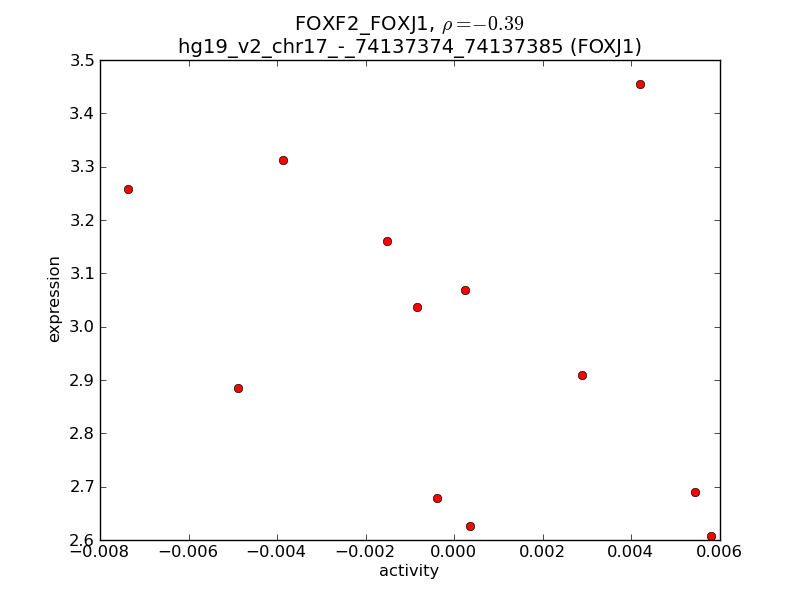 FOXF2_FOXJ1, ρ=−0.39
hg19_v2_chr17_-_74137374_74137385 (FOXJ1)
3.5
3.4
3.3
3.2
3.1
3.0
2.9
2.8
2.7
2.6
expression
−0.008 −0.006 −0.004 −0.002 0.000 0.002 0.004 0.006
activity